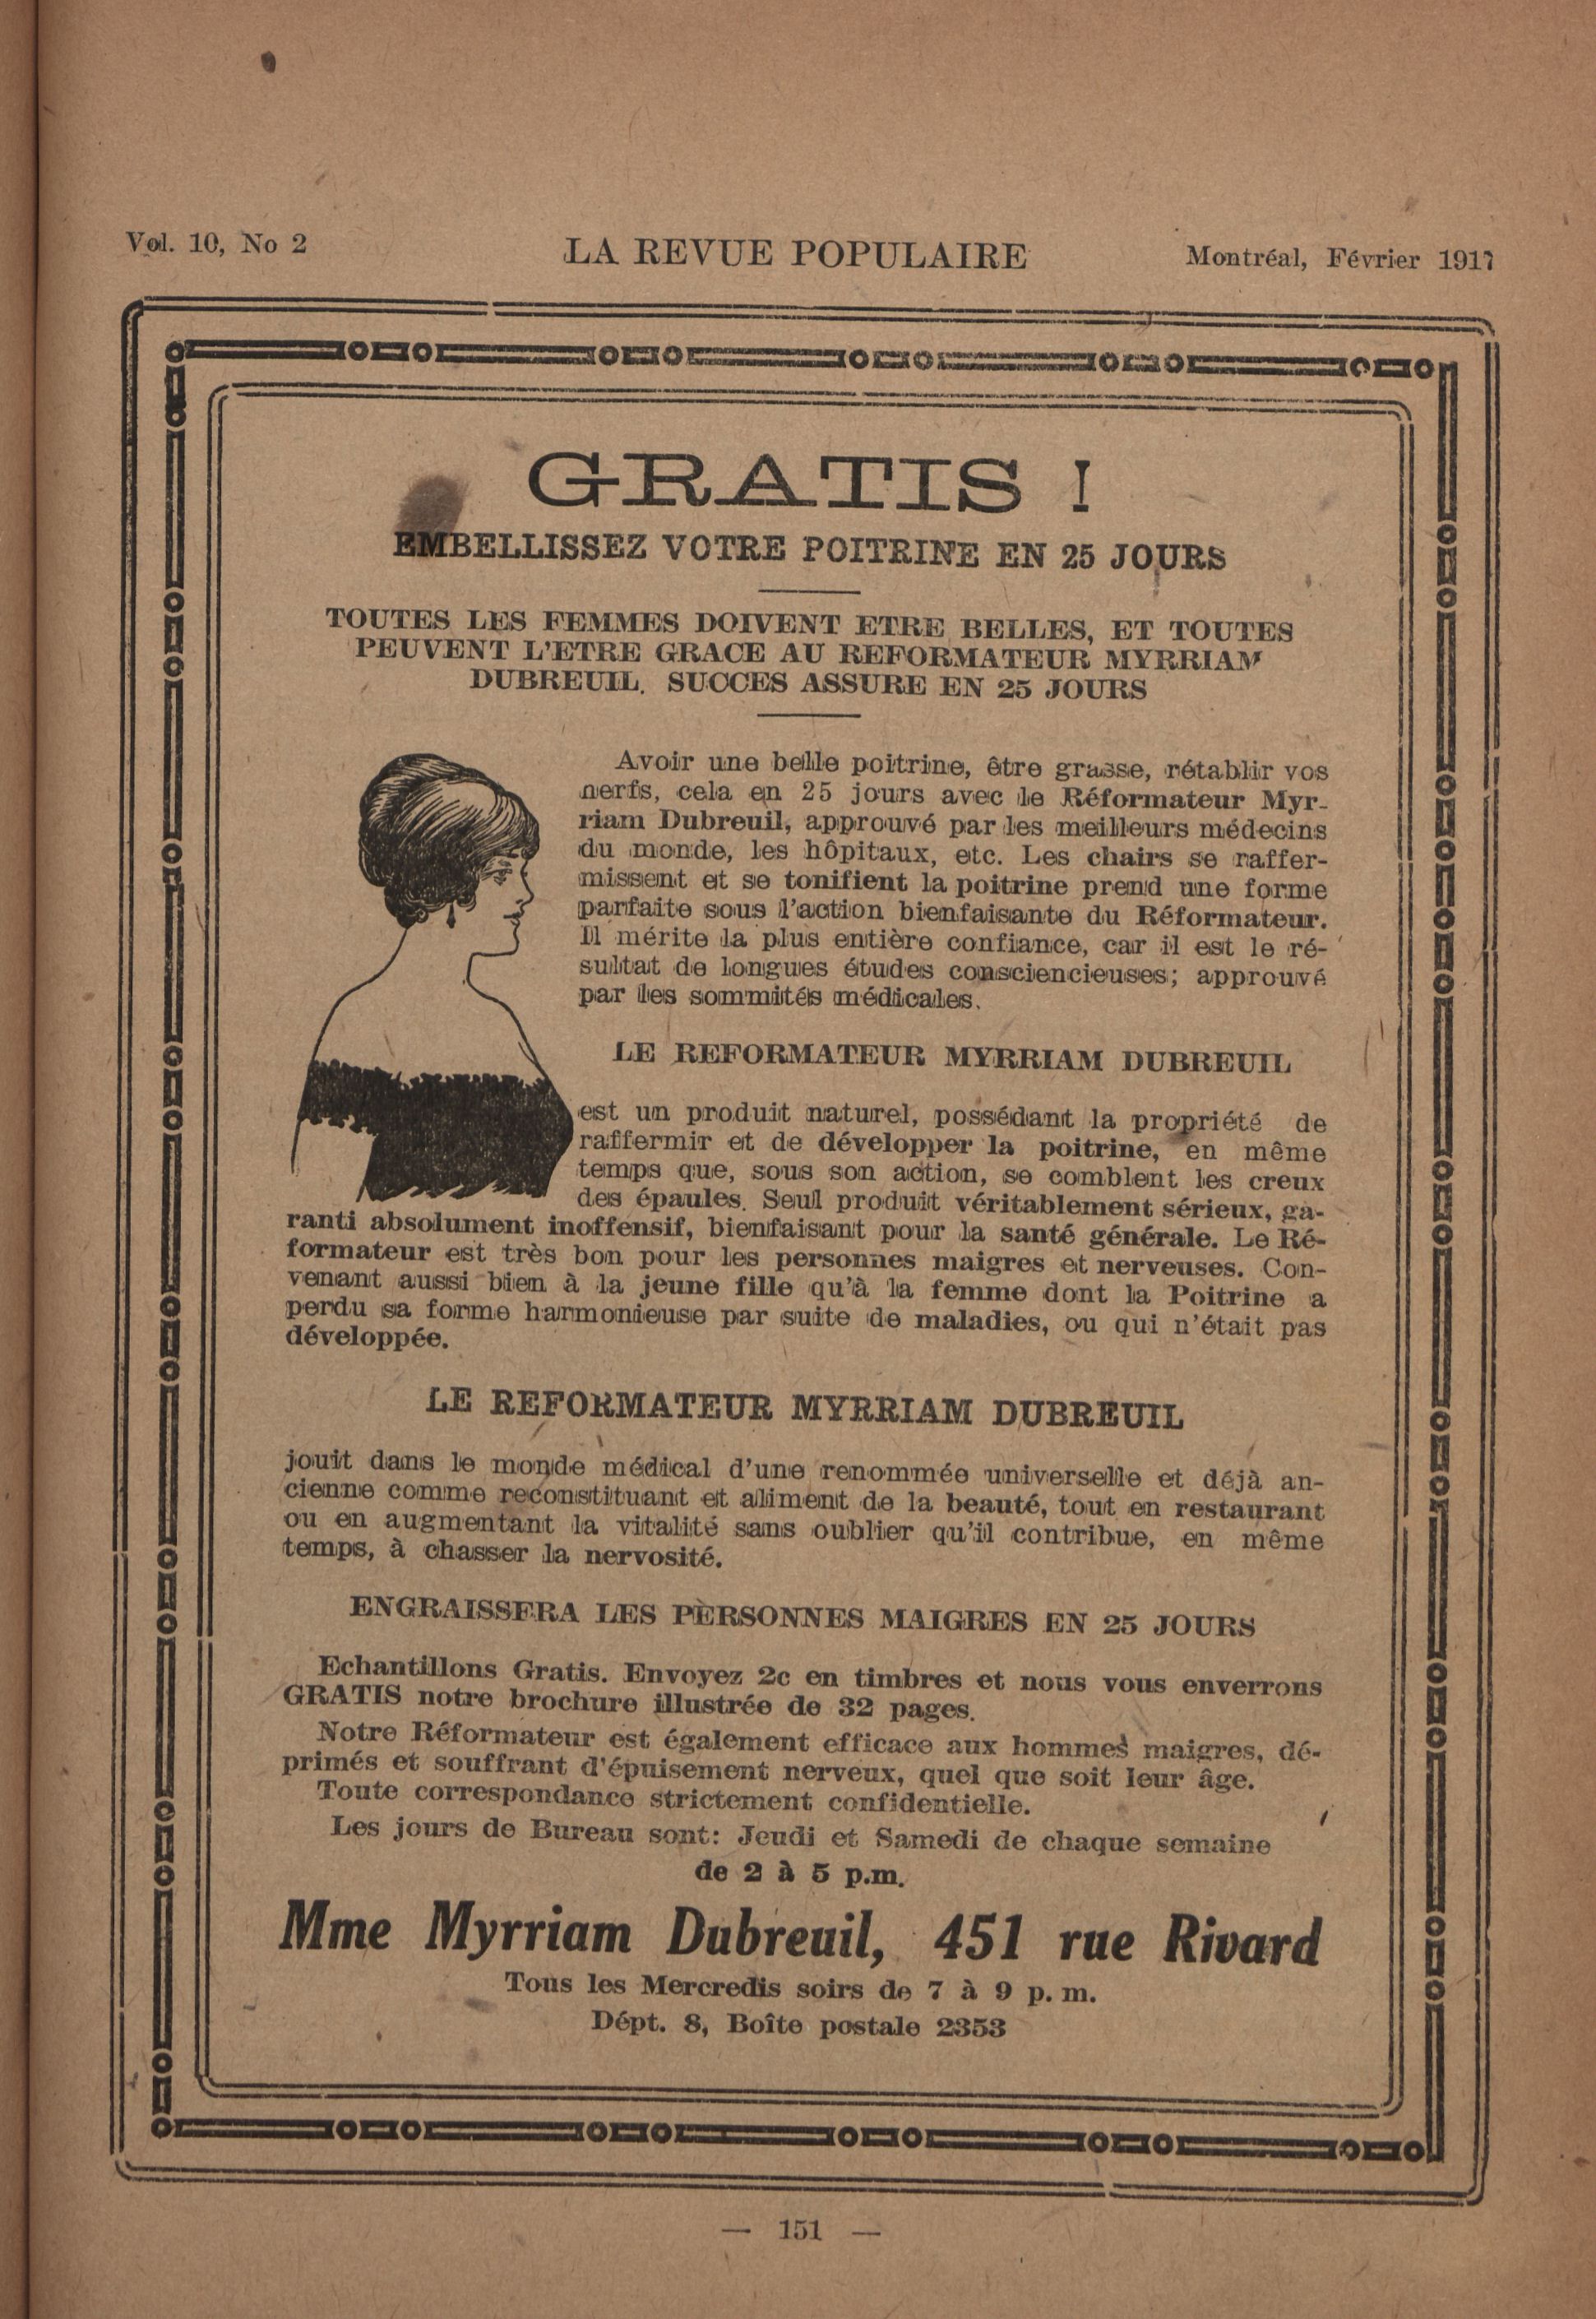 Vol. 10, No 2
LA REVUE POPULAIRE
Montréal, Février 1917
GRATIS !
EMBELLISSEZ VOTRE POITRINE EN 25 JOURS
TOUTES LES FEMMES DOIVENT ETRE BELLES, ET TOUTES
PEUVENT L'ETRE GRACE AU REFORMATEUR MYRRIAM
DUBREUIL. SUCCES ASSURE EN 25 JOURS
Avoir une belle poitrine, être grasse, rétablir vos
nerfs, cela en 25 jours avec le Réformateur Myr-
riam Dubreuil, approuvé par les meilleurs médecins
du monde, les hôpitaux, etc. Les chairs se raffer-
missent et se tonifient la poitrine prend une forme
parfaite sous l'action bienfaisante du Réformateur.
Il mérite la plus entière confiance, car il est le ré-
sultat de longues études consciencieuses; approuvé
par les sommités médicales.
LE REFORMATEUR MYRRIAM DUBREUIL
est un produit naturel, possédant la propriété de
raffermir et de développer la poitrine, en même
temps que, sous son action, se comblent les creux
des épaules. Seul produit véritablement sérieux, ga-
ranti absolument inoffensif, bienfaisant pour la santé générale. Le Ré-
formateur est très bon pour les personnes maigres et nerveuses. Con-
venant aussi bien à la jeune fille qu'à la femme dont la Poitrine a
perdu sa forme harmonieuse par suite de maladies, ou qui n'était pas
développée.
LE REFORMATEUR MYRRIAM DUBREUIL
jouit dans le monde médical d'une renommée universelle et déjà an-
cienne comme reconstituant et aliment de la beauté, tout en restaurant
ou en augmentant la vitalité sans oublier qu'il contribue, en même
temps, à chasser la nervosité.
ENGRAISSERA LES PERSONNES MAIGRES EN 25 JOURS
Echantillons Gratis. Envoyez 2c en timbres et nous vous enverrons
GRATIS notre brochure illustrée de 32 pages.
Notre Réformateur est également efficace aux hommes maigres, dé-
primés et souffrant d'épuisement nerveux, quel que soit leur âge.
Toute correspondance strictement confidentielle.
Les jours de Bureau sont: Jeudi et Samedi de chaque semaine
de 2 à 5 p.m.
Mme Myrriam Dubreuil, 451 rue Rivard
Tous les Mercredis soirs de 7 à 9 p. m.
Dépt. 8, Boîte postale 2353
— 151 —